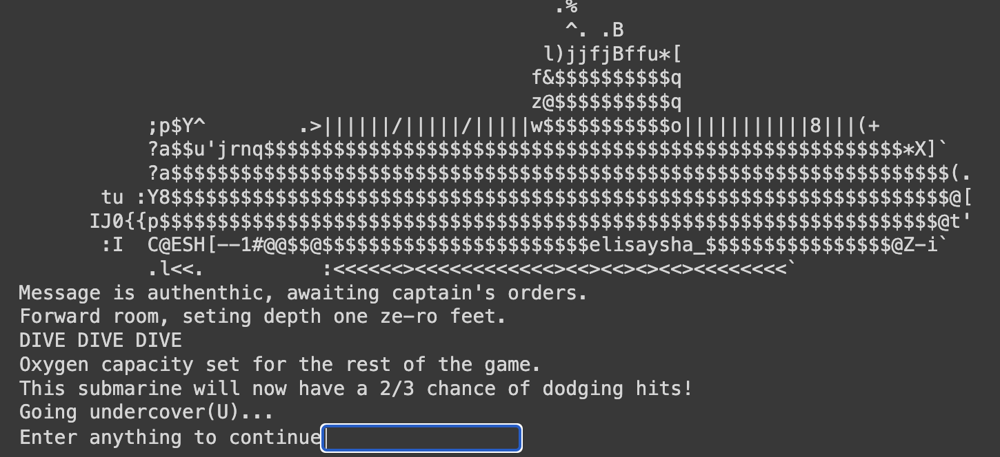 .%
^. .B
l)jjfjBffu*[
f&$$$$$$$$$$q
z@$$$$$$$$$$q
;p$Y^ .>||||||/|||||/|||||w$$$$$$$$$$$o|||||||||||8|||(+
?a$$u'jrnq$$$$$$$$$$$$$$$$$$$$$$$$$$$$$$$$$$$$$$$$$$$$$$$$$$$$$$$*X]`
?a$$$$$$$$$$$$$$$$$$$$$$$$$$$$$$$$$$$$$$$$$$$$$$$$$$$$$$$$$$$$$$$$$$$(.
tu :Y8$$$$$$$$$$$$$$$$$$$$$$$$$$$$$$$$$$$$$$$$$$$$$$$$$$$$$$$$$$$$$$$$$$$@[
IJ0{{p$$$$$$$$$$$$$$$$$$$$$$$$$$$$$$$$$$$$$$$$$$$$$$$$$$$$$$$$$$$$$$$$$$$@t'
:I C@ESH[--1#@@$$@$$$$$$$$$$$$$$$$$$$$$$$elisaysha_$$$$$$$$$$$$$$$$@Z-i`
.l<<. :<<<<<<><<<<<<<<<<<<><<><<><><<><<<<<<<<`
Message is authenthic, awaiting captain's orders.
Forward room, seting depth one ze-ro feet.
DIVE DIVE DIVE
Oxygen capacity set for the rest of the game.
This submarine will now have a 2/3 chance of dodging hits!
Going undercover(U)...
Enter anything to continue